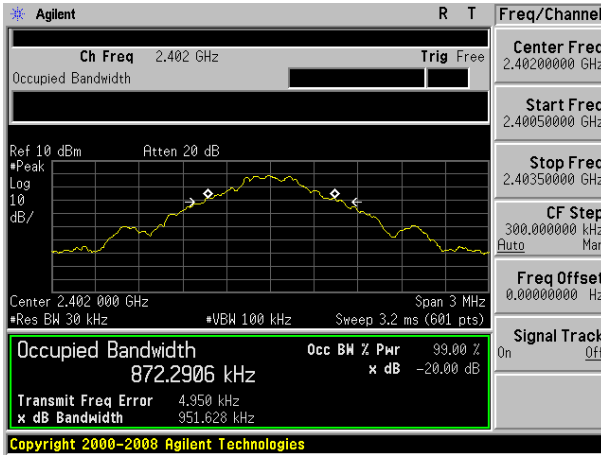 Agilent R T Freq/Channel
Ch Freq 2.402 GHz Trig Free
Occupied Bandwidth
Center Freq
2.40200000 GHz
Start Freq
2.40050000 GHz
Stop Freq
2.40350000 GHz
CF Step
300.000000 kHz
Auto Man
Freq Offset
0.00000000 Hz
Signal Track
On Off
Ref 10 dBm Atten 20 dB
#Peak
Log
10
dB/
Center 2.402 000 GHz Span 3 MHz
#Res BW 30 kHz #VBW 100 kHz Sweep 3.2 ms (601 pts)
Occupied Bandwidth Occ BW % Pwr 99.00 %
872.2906 kHz x dB -20.00 dB
Transmit Freq Error 4.950 kHz
x dB Bandwidth 951.628 kHz
Copyright 2000-2008 Agilent Technologies